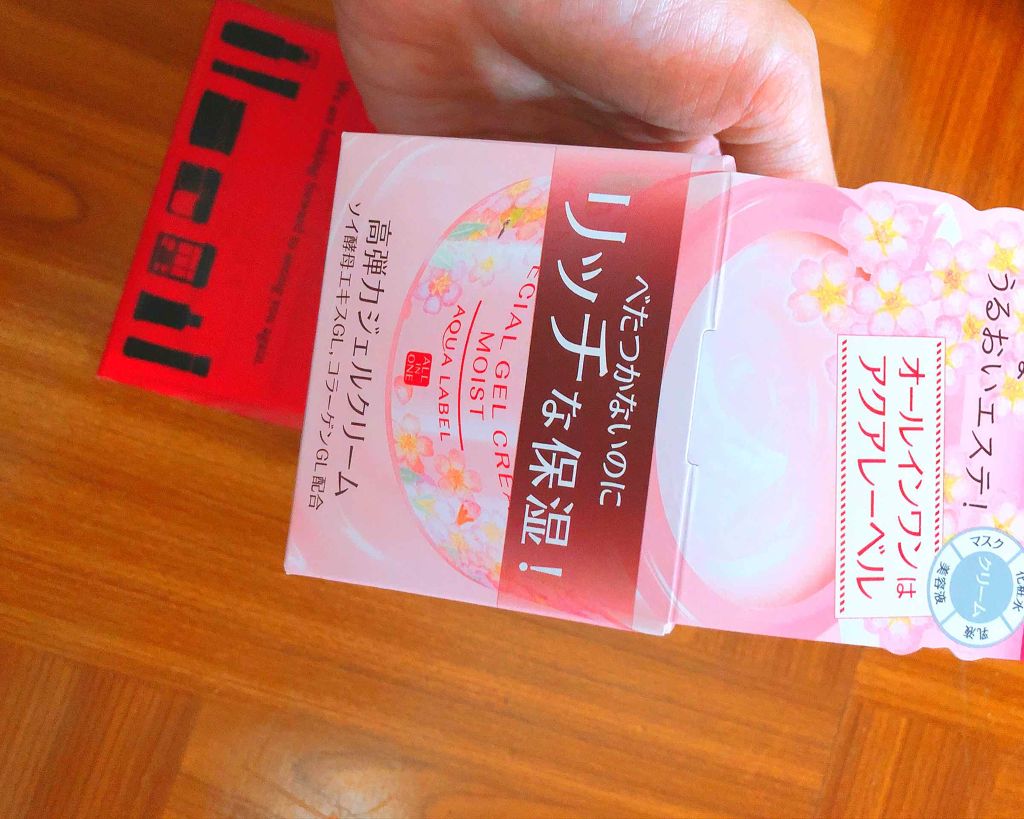 うるおいエステ!
オールインワンは
アクアレーベル
マスク
化粧水
乳液
美容液
クリーム
べたつかないのに
リッチな保湿!
ECIAL GEL CREA
MOIST
AQUA LABEL
ALL
IN
ONE
高弾力ジェルクリーム
ソイ酵母エキスGL, コラーゲンGL配合